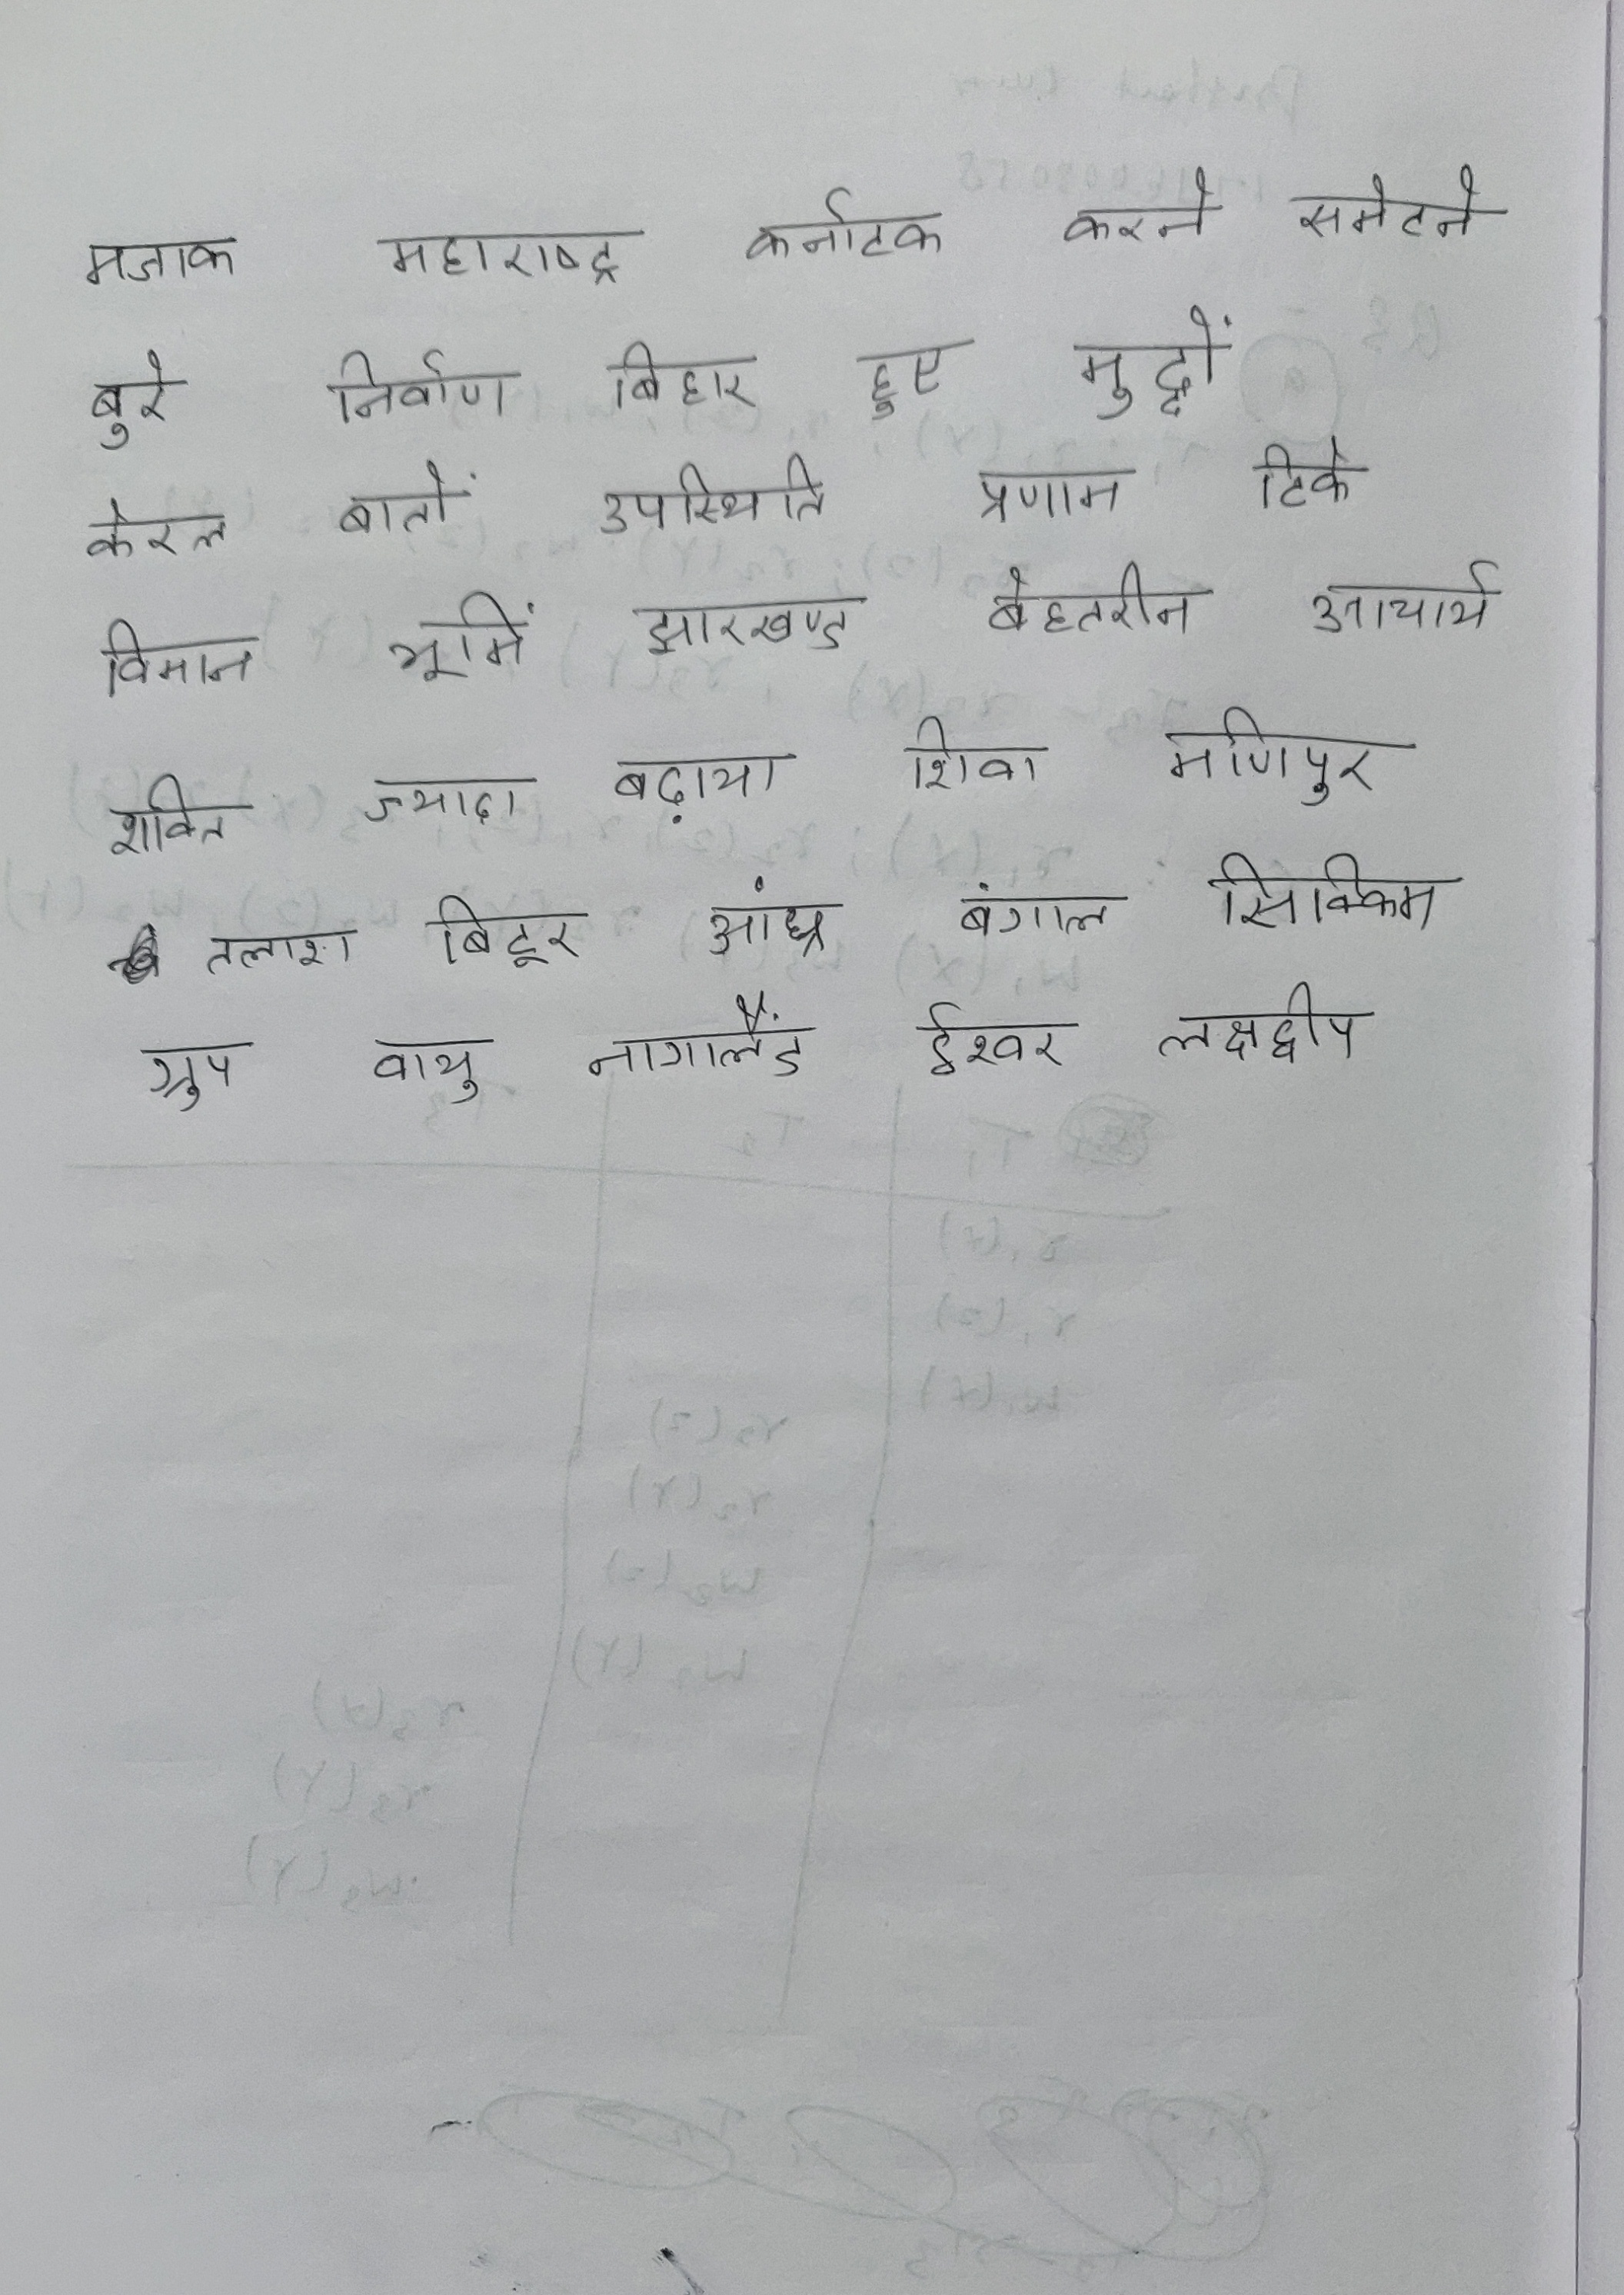 मजाक महाराष्ट्र कर्नाटक करने समेटने
बुरे निर्वाण बिहार हुए मुद्दों
केरल बातों उपस्थिति प्रणाम टिके
विमान भूमिं झारखण्ड बेहतरीन आचार्य
शक्ति ज्यादा बढ़ाया शिवा मणिपुर
तलाश बिठूर आंध्र बंगाल सिक्किम
ग्रुप वायु नागालैंड ईश्वर लक्षद्वीप